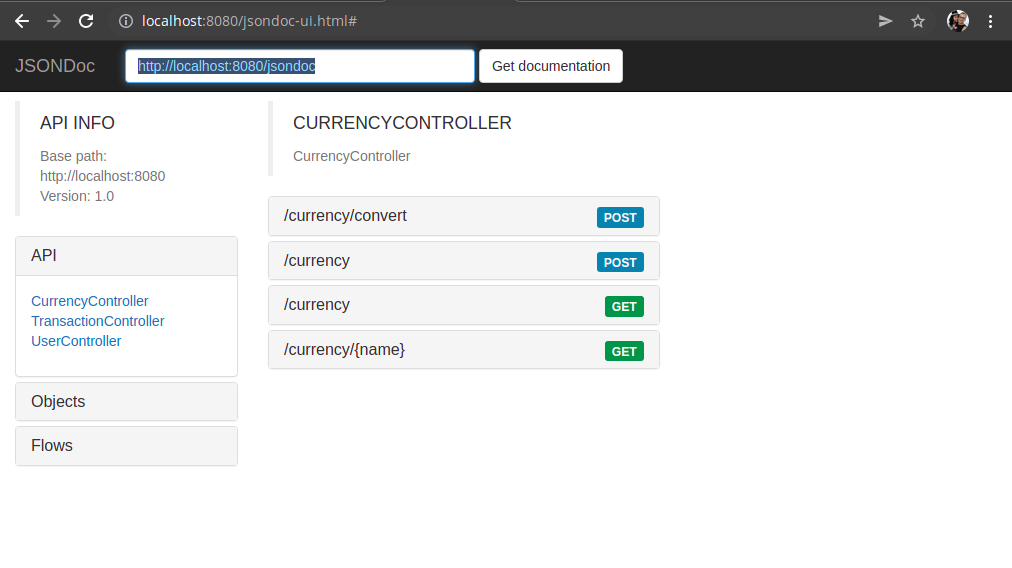 localhost:8080/jsondoc-ui.html#
JSONDoc
http://localhost:8080/jsondoc
Get documentation
API INFO
Base path:
http://localhost:8080
Version: 1.0
API
CurrencyController
TransactionController
UserController
Objects
Flows
CURRENCYCONTROLLER
CurrencyController
/currency/convert POST
/currency POST
/currency GET
/currency/{name} GET